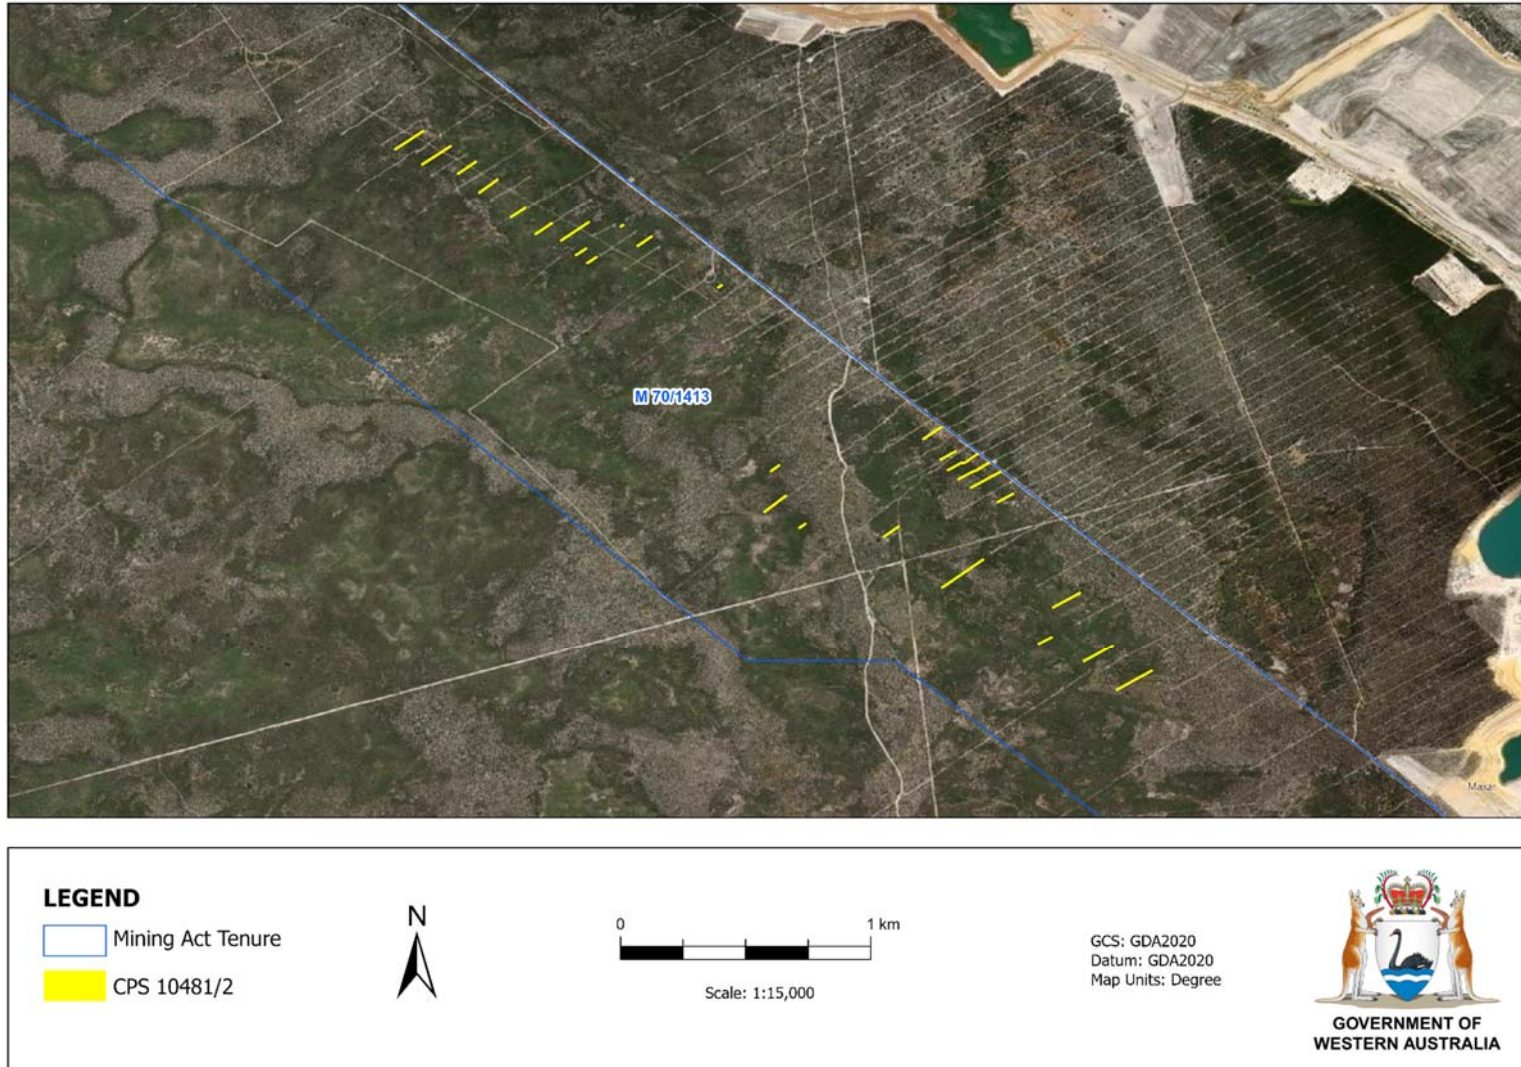 M 70/1413
Maxar
LEGEND
Mining Act Tenure
CPS 10481/2
N
0 1 km
Scale: 1:15,000
GCS: GDA2020
Datum: GDA2020
Map Units: Degree
GOVERNMENT OF
WESTERN AUSTRALIA